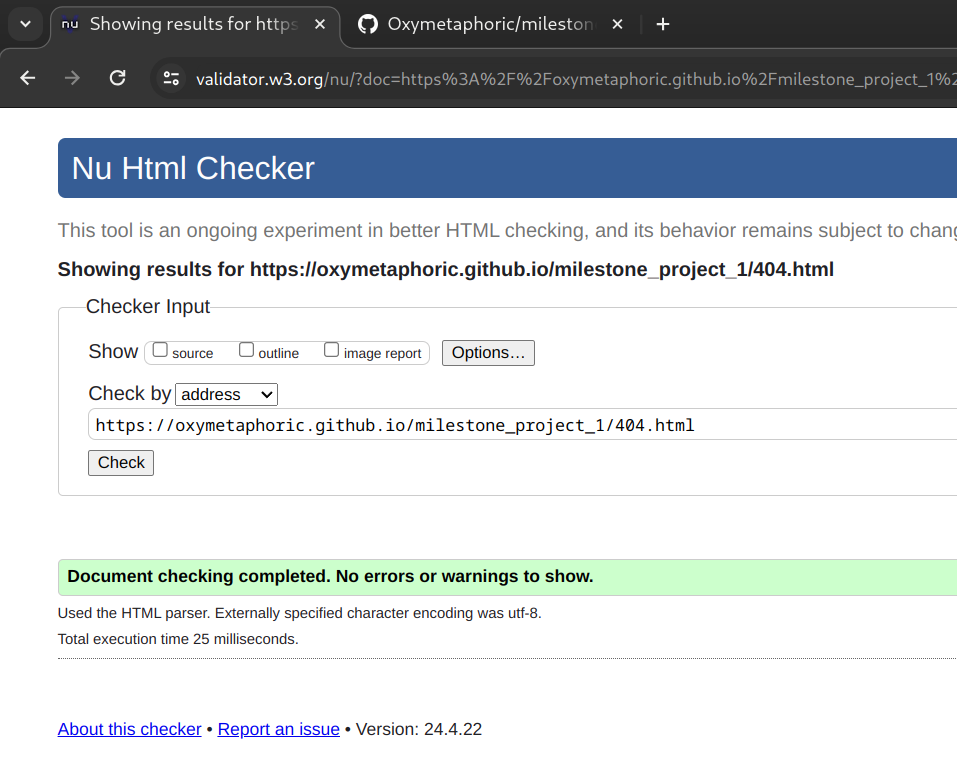 nu Showing results for https Oxymetaphoric/mileston
validator.w3.org/nu/?doc=https%3A%2F%2Foxymetaphoric.github.io%2Fmilestone_project_1%2
Nu Html Checker
This tool is an ongoing experiment in better HTML checking, and its behavior remains subject to chang
Showing results for https://oxymetaphoric.github.io/milestone_project_1/404.html
Checker Input
Show source outline image report Options…
Check by address
https://oxymetaphoric.github.io/milestone_project_1/404.html
Check
Document checking completed. No errors or warnings to show.
Used the HTML parser. Externally specified character encoding was utf-8.
Total execution time 25 milliseconds.
About this checker • Report an issue • Version: 24.4.22